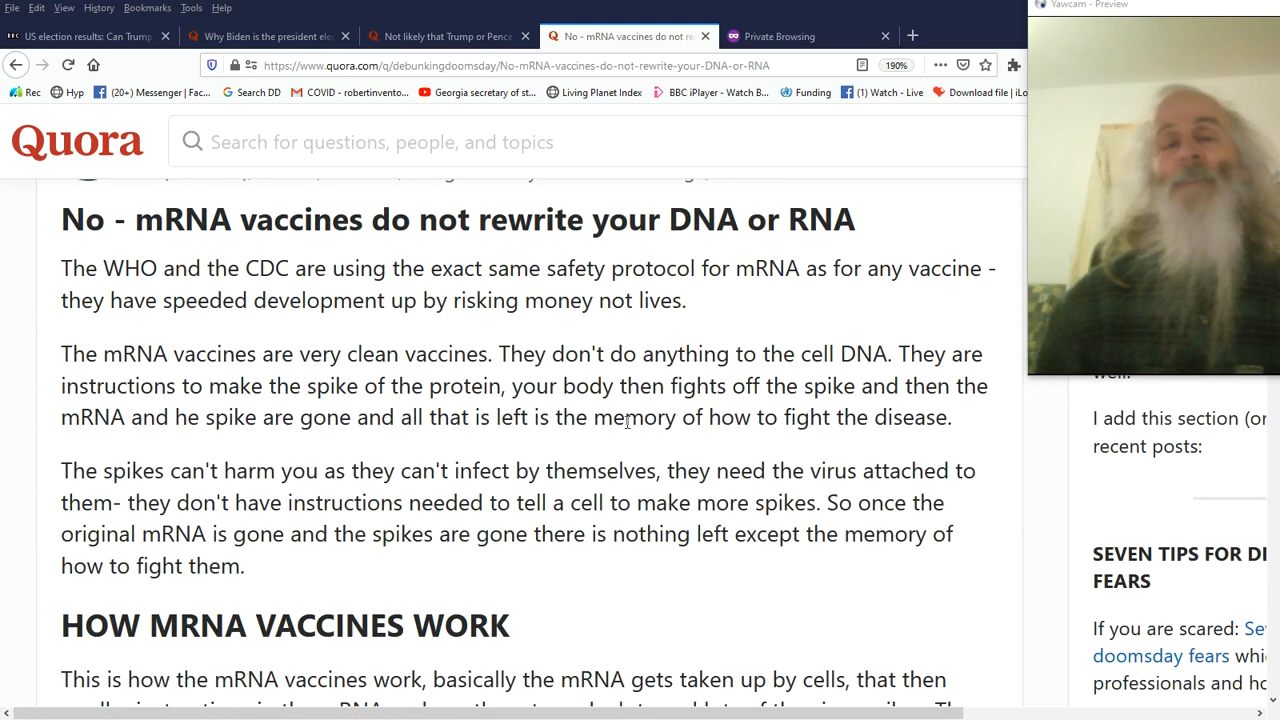 Yawcam - Preview
File Edit View History Bookmarks Tools Help
US election results: Can Trump
Why Biden is the president elec
Not likely that Trump or Pence
No - mRNA vaccines do not re
Private Browsing
https://www.quora.com/q/debunkingdoomsday/No-mRNA-vaccines-do-not-rewrite-your-DNA-or-RNA
190%
Rec Hyp (20+) Messenger | Fac... Search DD COVID - robertinvento... Georgia secretary of st... Living Planet Index BBC iPlayer - Watch B... Funding (1) Watch - Live Download file | iLo
Quora
Search for questions, people, and topics
No - mRNA vaccines do not rewrite your DNA or RNA
The WHO and the CDC are using the exact same safety protocol for mRNA as for any vaccine -
they have speeded development up by risking money not lives.
The mRNA vaccines are very clean vaccines. They don't do anything to the cell DNA. They are
instructions to make the spike of the protein, your body then fights off the spike and then the
mRNA and he spike are gone and all that is left is the memory of how to fight the disease.
The spikes can't harm you as they can't infect by themselves, they need the virus attached to
them- they don't have instructions needed to tell a cell to make more spikes. So once the
original mRNA is gone and the spikes are gone there is nothing left except the memory of
how to fight them.
HOW MRNA VACCINES WORK
This is how the mRNA vaccines work, basically the mRNA gets taken up by cells, that then
I add this section (or
recent posts:
SEVEN TIPS FOR DE
FEARS
If you are scared: Se
doomsday fears whi
professionals and ho